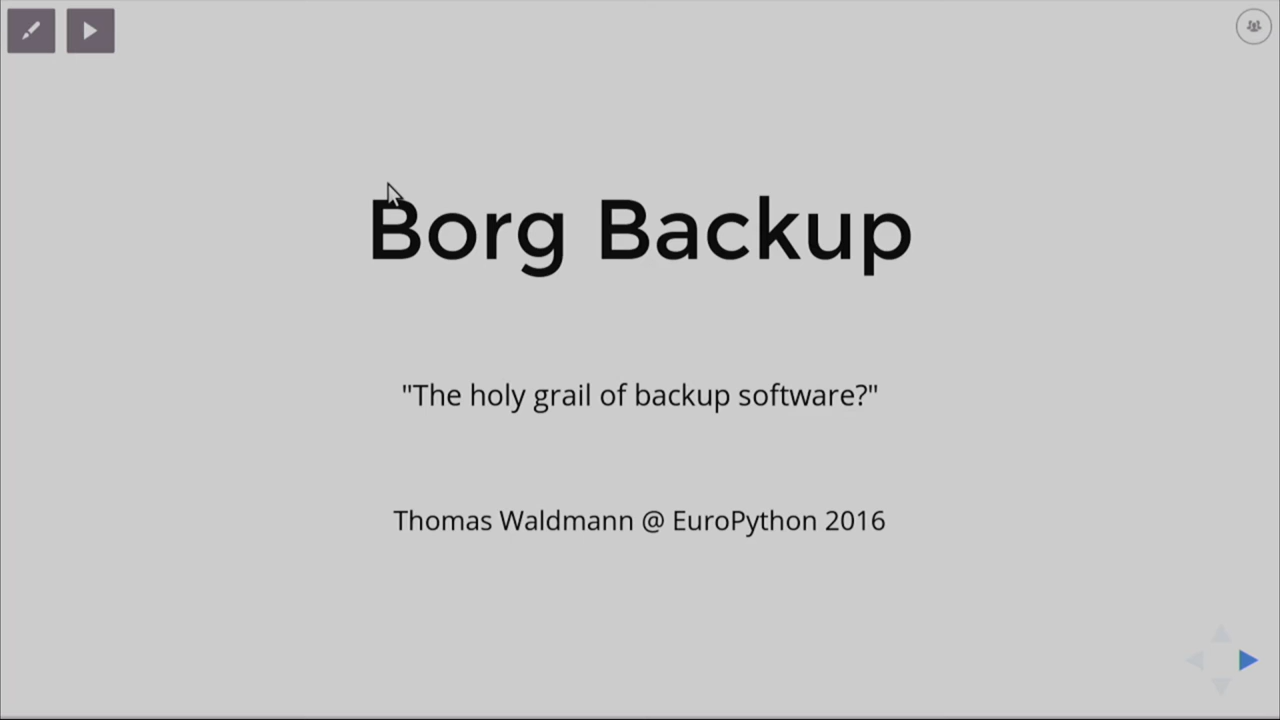 Borg Backup
"The holy grail of backup software?"
Thomas Waldmann @ EuroPython 2016